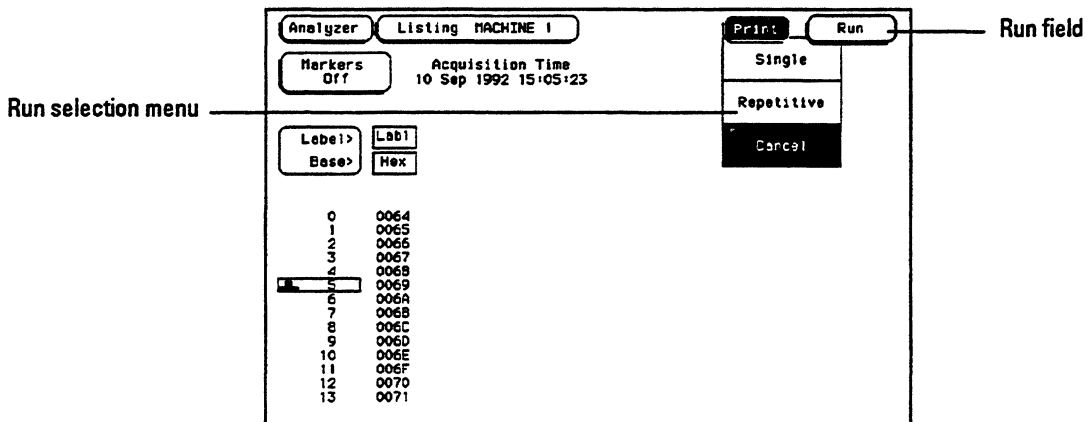 Analyzer Listing MACHINE 1 Print Run Run field
Markers Off Acquisition Time
10 Sep 1992 15:05:23
Single
Repetitive
Cancel
Run selection menu
Label> Lab1
Base> Hex
0 0064
1 0065
2 0066
3 0067
4 0068
5 0069
6 006A
7 006B
8 006C
9 006D
10 006E
11 006F
12 0070
13 0071